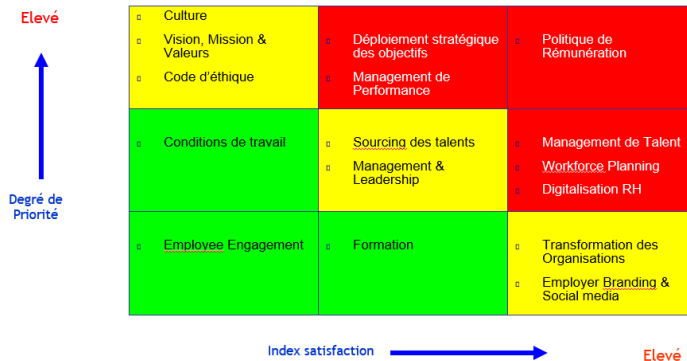 Elevé
Culture
Vision, Mission &
Valeurs
Code d'éthique
Déploiement stratégique
des objectifs
Management de
Performance
Politique de
Rémunération
Conditions de travail
Sourcing des talents
Management &
Leadership
Management de Talent
Workforce Planning
Digitalisation RH
Degré de
Priorité
Employee Engagement
Formation
Transformation des
Organisations
Employer Branding &
Social media
Index satisfaction
Elevé